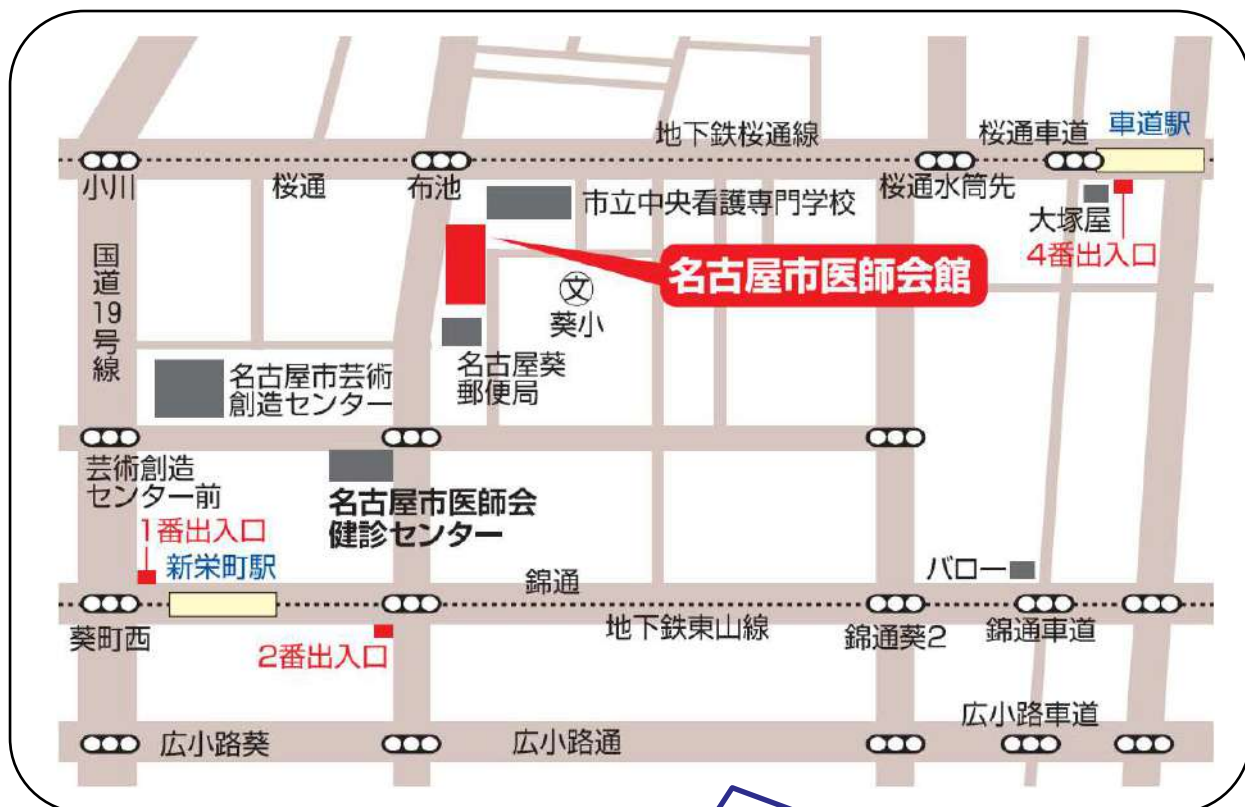 地下鉄桜通線
桜通車道
車道駅
小川
桜通
布池
桜通水筒先
市立中央看護専門学校
大塚屋
4番出入口
名古屋市医師会館
国道19号線
文
葵小
名古屋葵
郵便局
名古屋市芸術
創造センター
芸術創造
センター前
名古屋市医師会
健診センター
1番出入口
新栄町駅
錦通
バロー
葵町西
2番出入口
地下鉄東山線
錦通葵2
錦通車道
広小路葵
広小路通
広小路車道